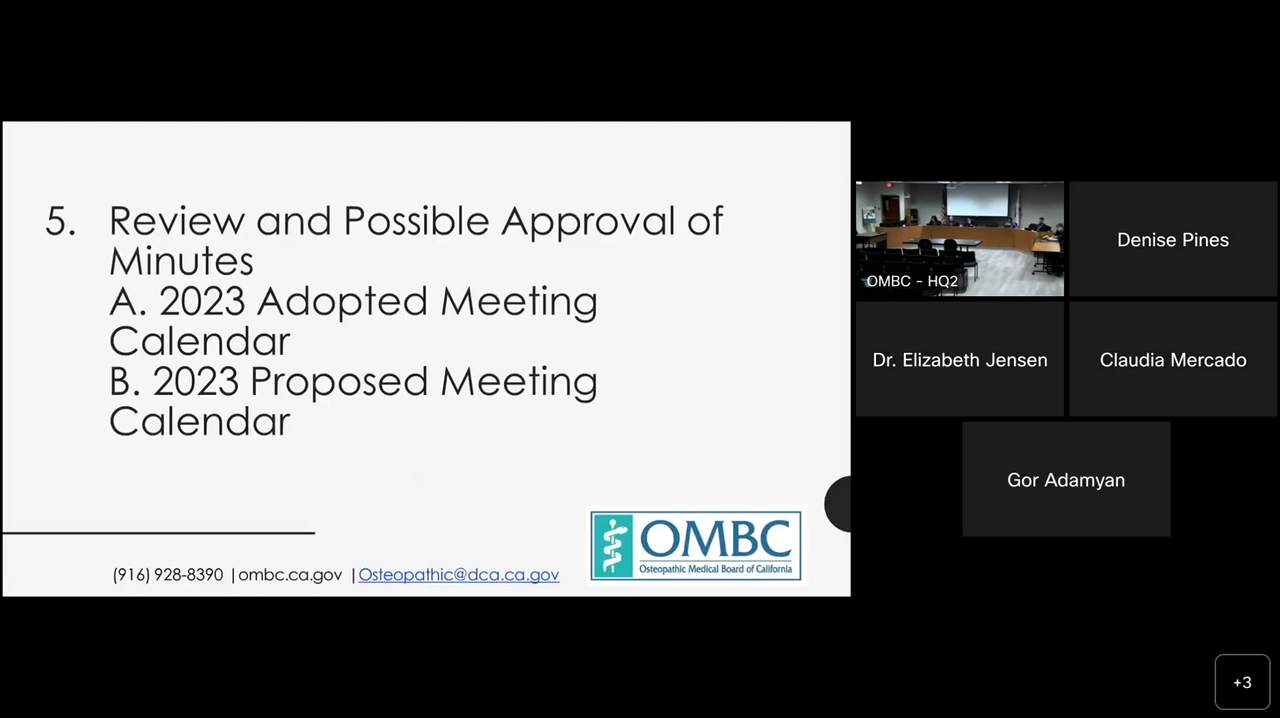 5. Review and Possible Approval of
Minutes
A. 2023 Adopted Meeting
Calendar
B. 2023 Proposed Meeting
Calendar
OMBC
Osteopathic Medical Board of California
(916) 928-8390 | ombc.ca.gov | Osteopathic@dca.ca.gov
OMBC - HQ2
Denise Pines
Dr. Elizabeth Jensen
Claudia Mercado
Gor Adamyan
+3